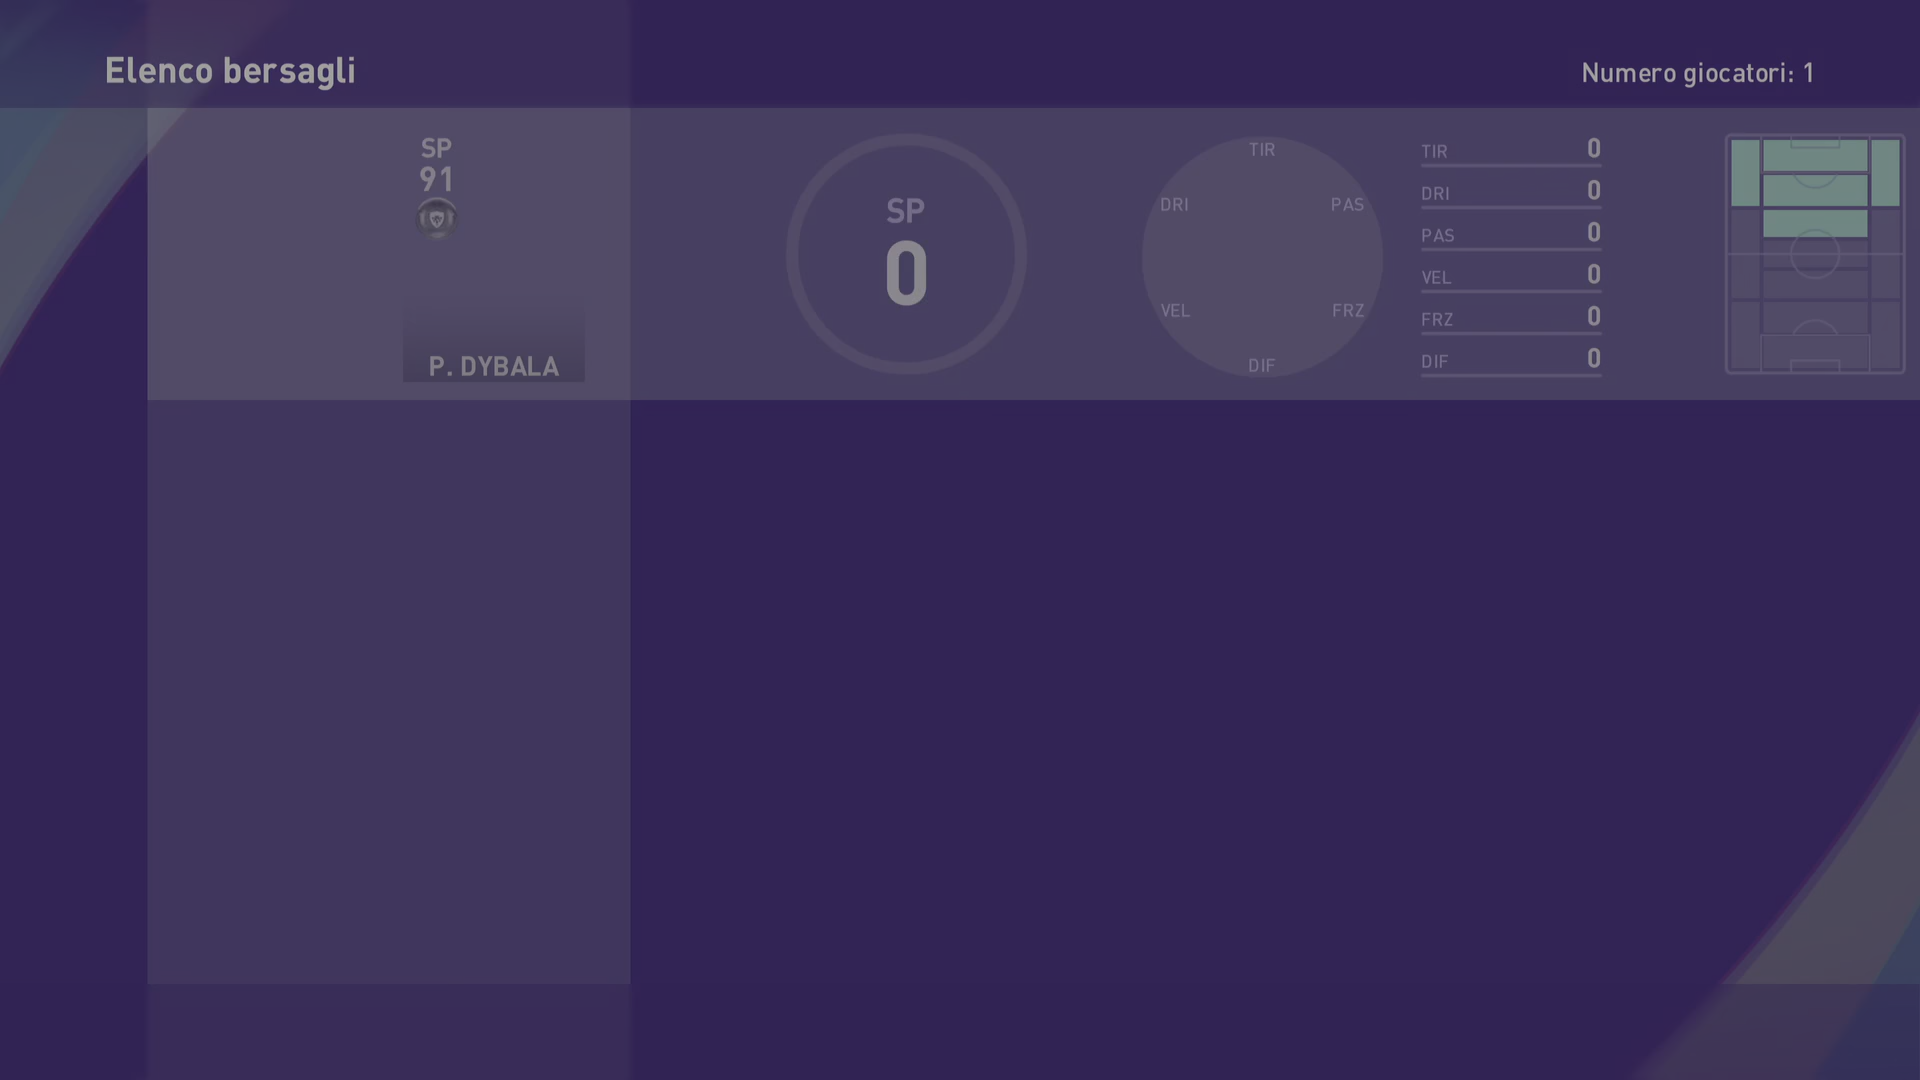 Elenco bersagli
Numero giocatori: 1
SP
91
P. DYBALA
SP
0
TIR
DRI
PAS
VEL
FRZ
DIF
TIR 0
DRI 0
PAS 0
VEL 0
FRZ 0
DIF 0